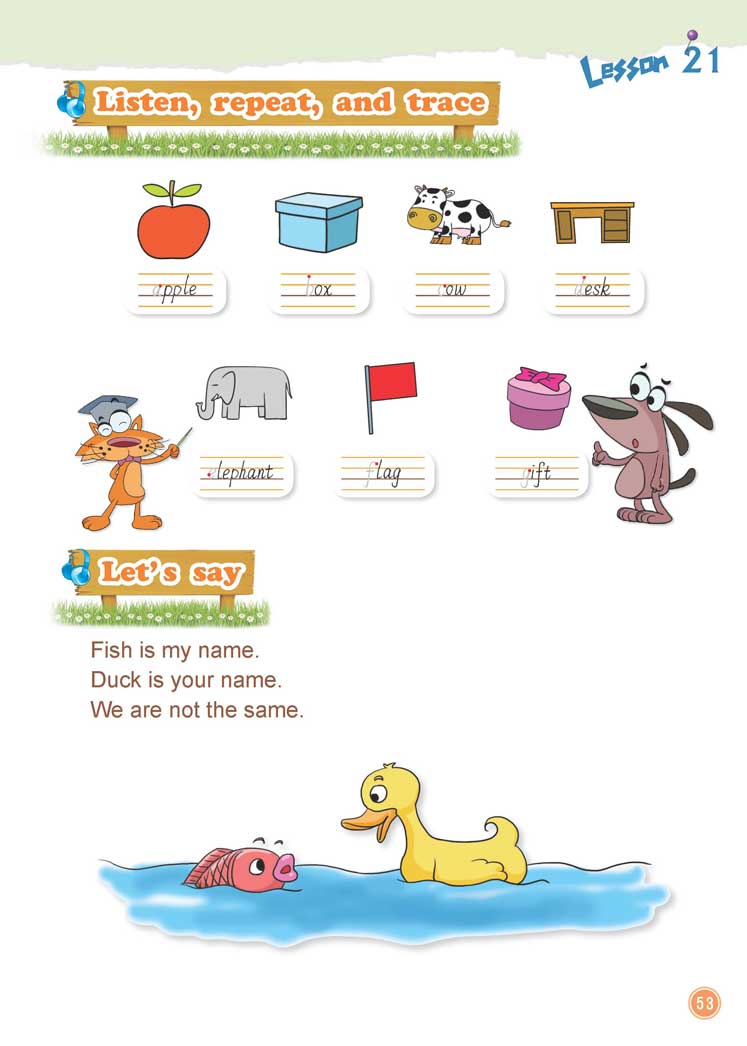 Lesson 21
Listen, repeat, and trace
apple box cow desk
elephant flag gift
Let's say
Fish is my name.
Duck is your name.
We are not the same.
53